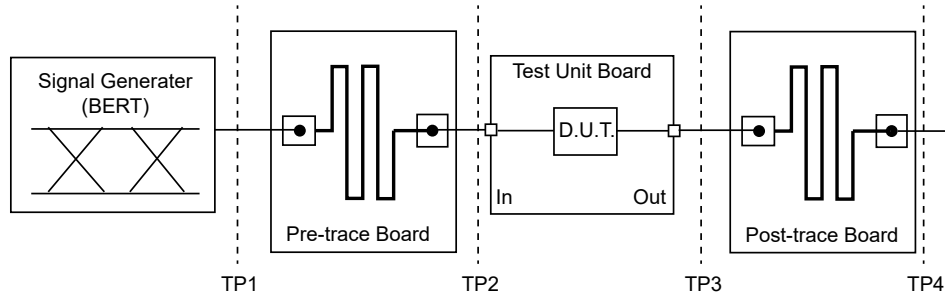 Signal Generater
(BERT)
Pre-trace Board
Test Unit Board
D.U.T.
In
Out
Post-trace Board
TP1
TP2
TP3
TP4